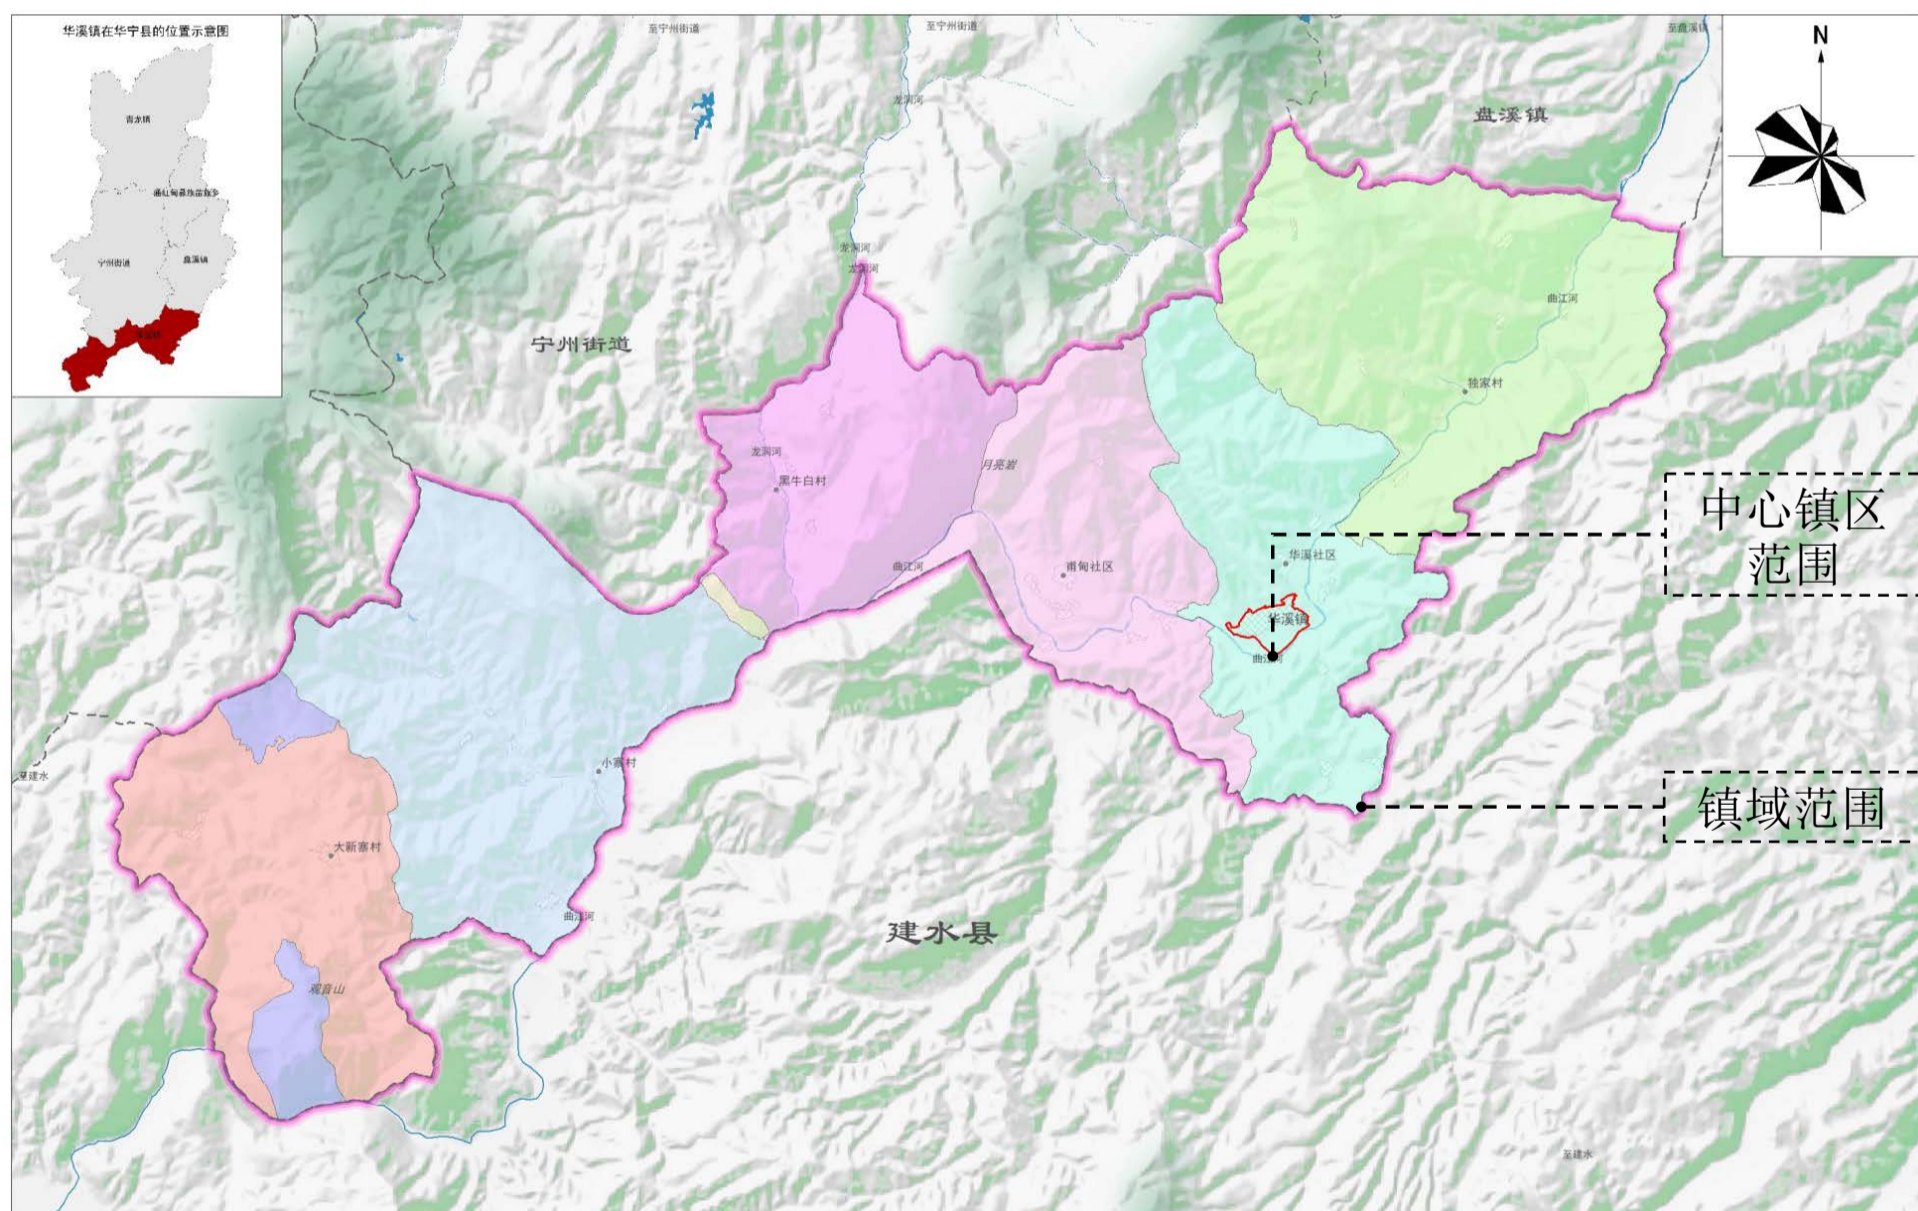 华溪镇在华宁县的位置示意图
青龙镇
通红甸彝族苗族乡
宁州街道
盘溪镇
华溪镇
至宁州街道
至宁州街道
至盘溪镇
N
龙洞河
盘溪镇
龙洞河
龙洞河
曲江河
宁州街道
独家村
龙洞河
月亮岩
黑牛白村
中心镇区
范围
华溪社区
曲江河
甫甸社区
华溪镇
曲江河
小寨村
至建水
镇域范围
大新寨村
曲江河
建水县
观音山
至建水